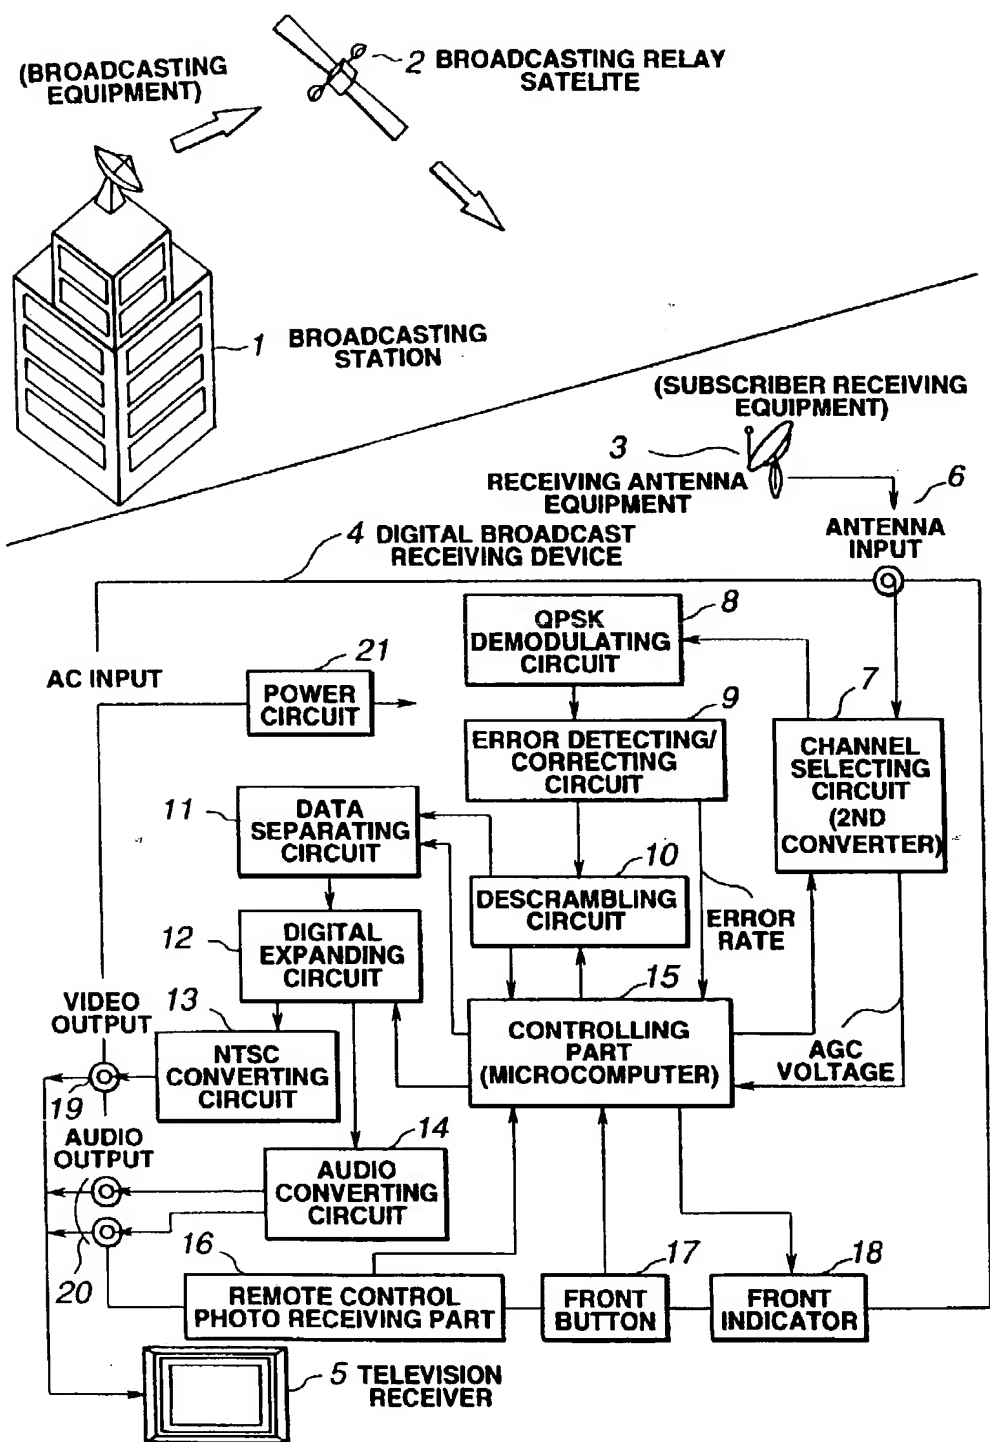 (BROADCASTING
EQUIPMENT)
2 BROADCASTING RELAY
SATELITE
1 BROADCASTING
STATION
(SUBSCRIBER RECEIVING
EQUIPMENT)
3
RECEIVING ANTENNA
EQUIPMENT
6
ANTENNA
INPUT
4 DIGITAL BROADCAST
RECEIVING DEVICE
8
QPSK
DEMODULATING
CIRCUIT
AC INPUT
21
POWER
CIRCUIT
7
CHANNEL
SELECTING
CIRCUIT
(2ND
CONVERTER)
9
ERROR DETECTING/
CORRECTING
CIRCUIT
11
DATA
SEPARATING
CIRCUIT
10
DESCRAMBLING
CIRCUIT
ERROR
RATE
12
DIGITAL
EXPANDING
CIRCUIT
15
CONTROLLING
PART
(MICROCOMPUTER)
AGC
VOLTAGE
VIDEO
OUTPUT
13
NTSC
CONVERTING
CIRCUIT
19
AUDIO
OUTPUT
14
AUDIO
CONVERTING
CIRCUIT
20
16
REMOTE CONTROL
PHOTO RECEIVING PART
17
FRONT
BUTTON
18
FRONT
INDICATOR
5 TELEVISION
RECEIVER